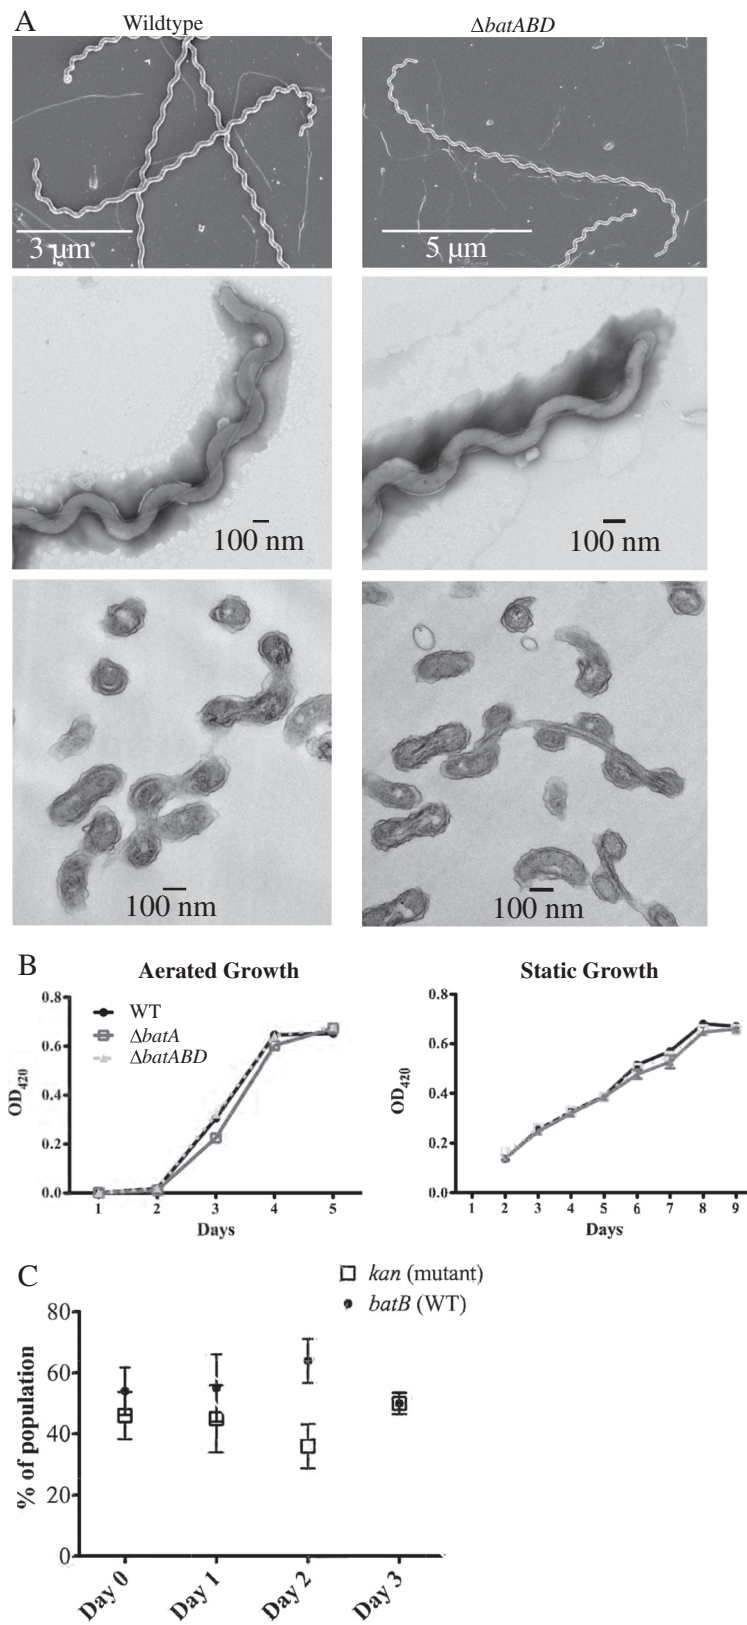 A
Wildtype
ΔbatABD
3 μm
5 μm
100 nm
100 nm
100 nm
100 nm
B
Aerated Growth
Static Growth
0.8
0.6
0.4
0.2
0.0
OD420
WT
ΔbatA
ΔbatABD
1 2 3 4 5
Days
0.8
0.6
0.4
0.2
0.0
OD420
1 2 3 4 5 6 7 8 9
Days
C
kan (mutant)
batB (WT)
80
60
40
20
0
% of population
Day 0
Day 1
Day 2
Day 3